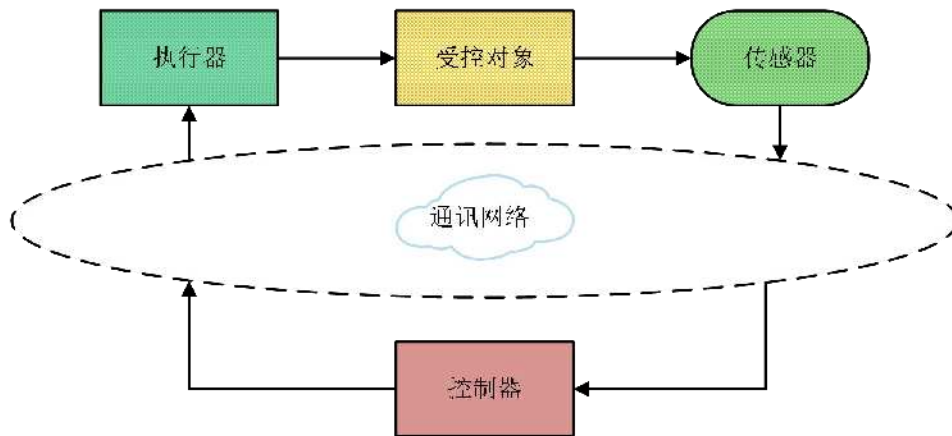 执行器
受控对象
传感器
通讯网络
控制器